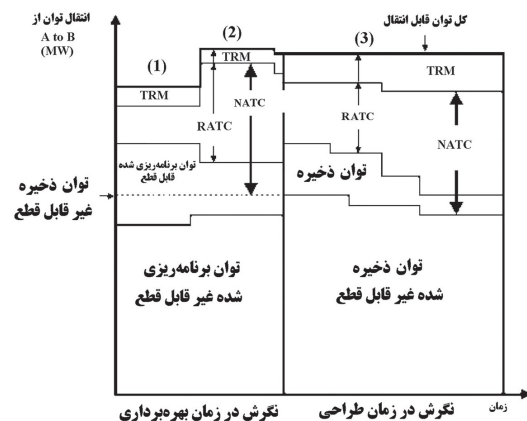 انتقال توان از
A to B
(MW)
(1)
(2)
(3)
کل توان قابل انتقال
TRM
TRM
TRM
NATC
RATC
RATC
NATC
توان برنامه‌ریزی شده
قابل قطع
توان ذخیره
توان ذخیره
غیر قابل قطع
توان برنامه‌ریزی
شده غیر قابل قطع
توان ذخیره
شده غیر قابل قطع
زمان
نگرش در زمان بهره‌برداری
نگرش در زمان طراحی